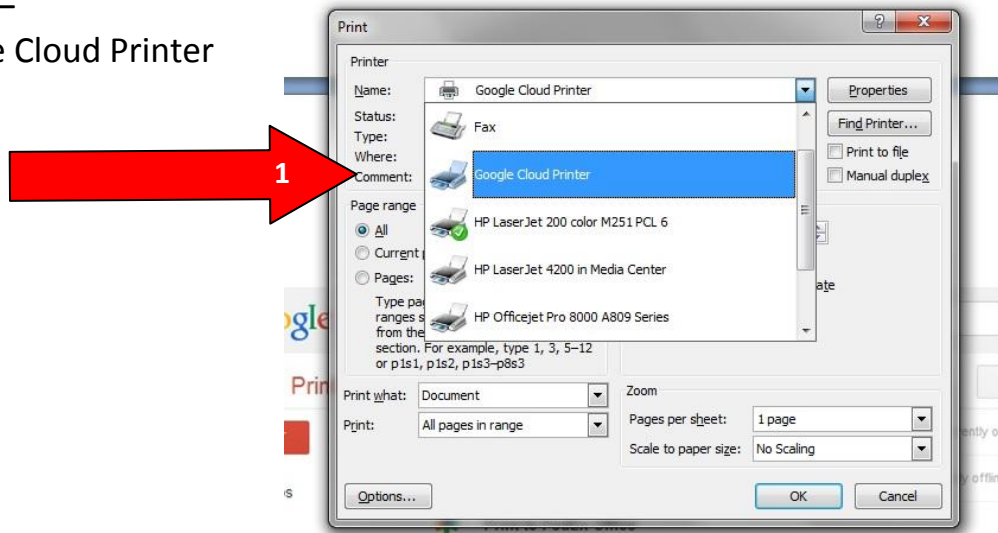 Cloud Printer
Print
Printer
Name:
Google Cloud Printer
Properties
Status:
Fax
Find Printer...
Type:
Where:
Print to file
1
Comment:
Google Cloud Printer
Manual duplex
Page range
All
HP LaserJet 200 color M251 PCL 6
Current
Pages:
HP LaserJet 4200 in Media Center
Type
ranges
HP Officejet Pro 8000 A809 Series
from the
section. For example, type 1, 3, 5–12
or p1s1, p1s2, p1s3–p8s3
Print what:
Document
Zoom
Print:
All pages in range
Pages per sheet:
1 page
Scale to paper size:
No Scaling
Options...
OK
Cancel